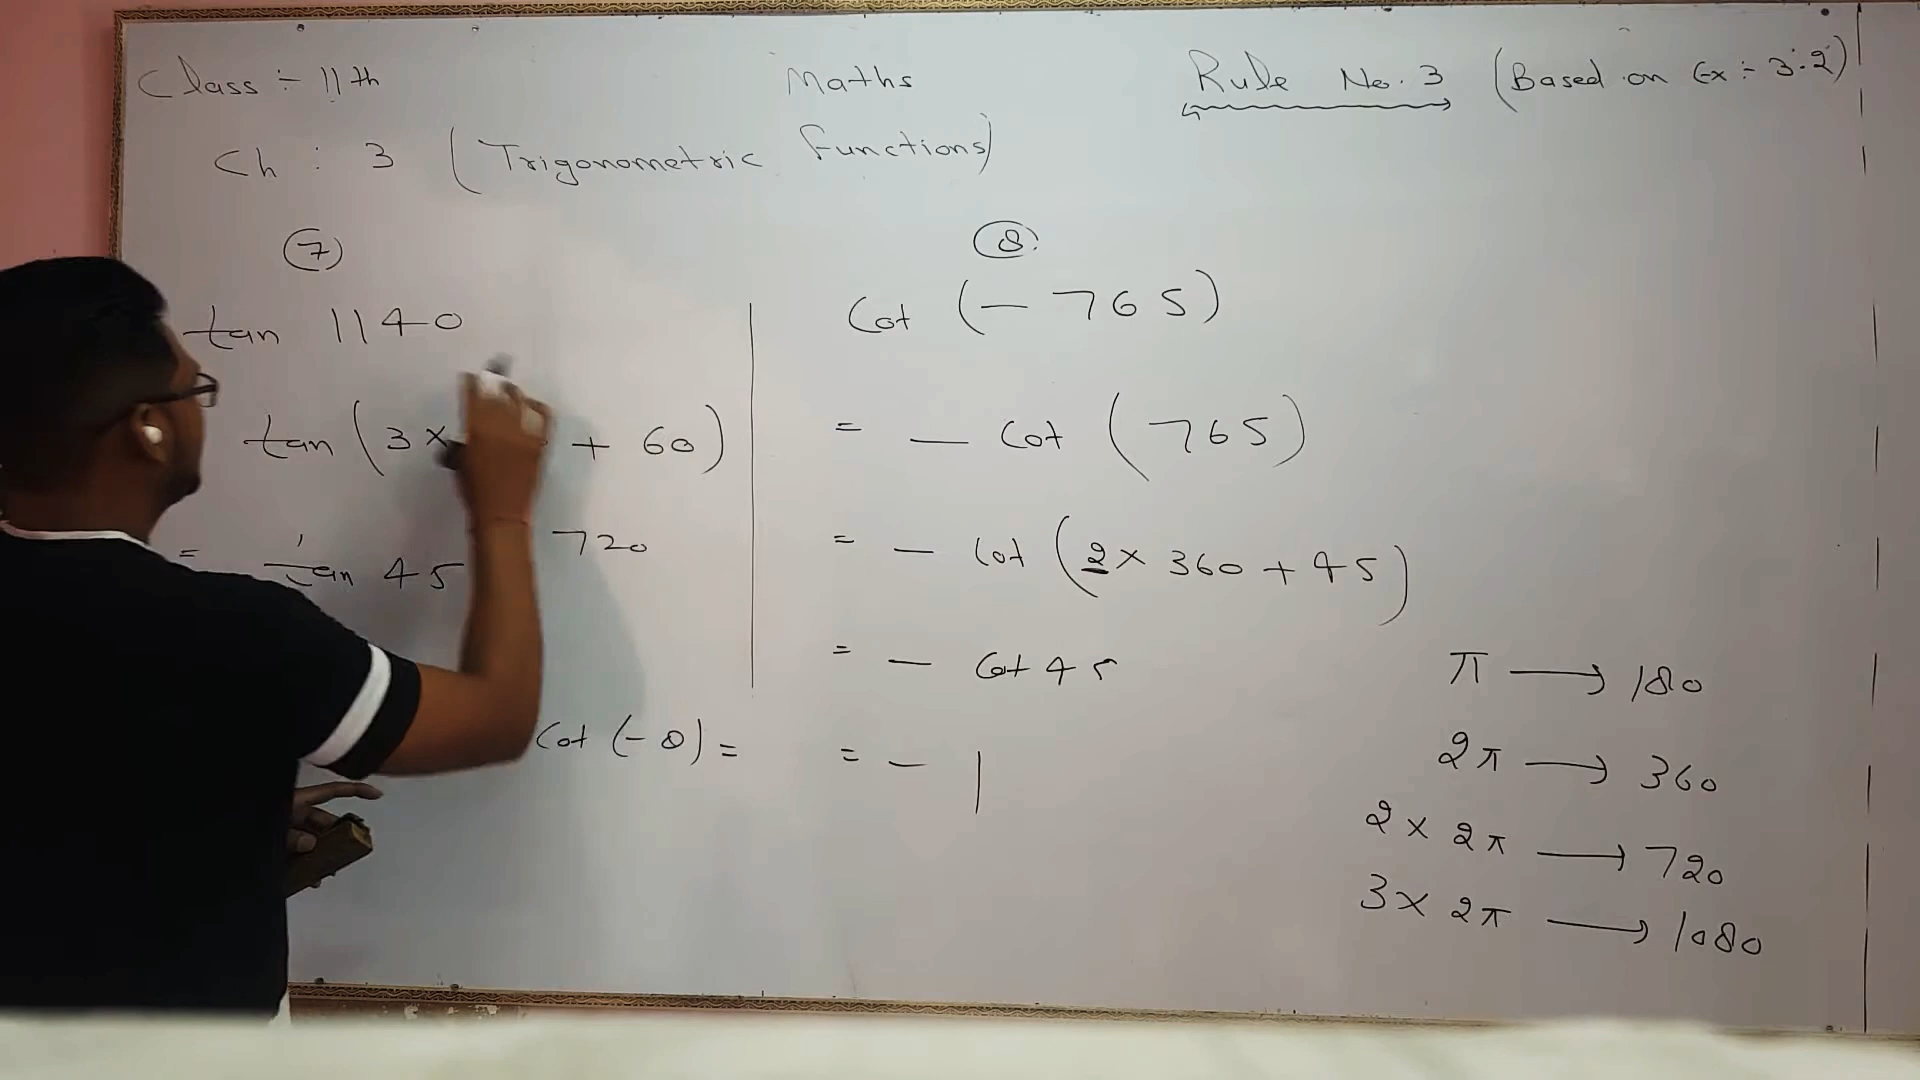 Class :- 11th
Maths
Rule No. 3 (Based on Ex :- 3.2)
Ch : 3 (Trigonometric Functions)
7
tan 1140
tan (3 × + 60)
= tan 45
720
Cot (- θ) =
8.
Cot (- 765)
= - Cot (765)
= - Cot (2 × 360 + 45)
= - Cot 45
= - 1
π → 180
2π → 360
2 × 2π → 720
3 × 2π → 1080